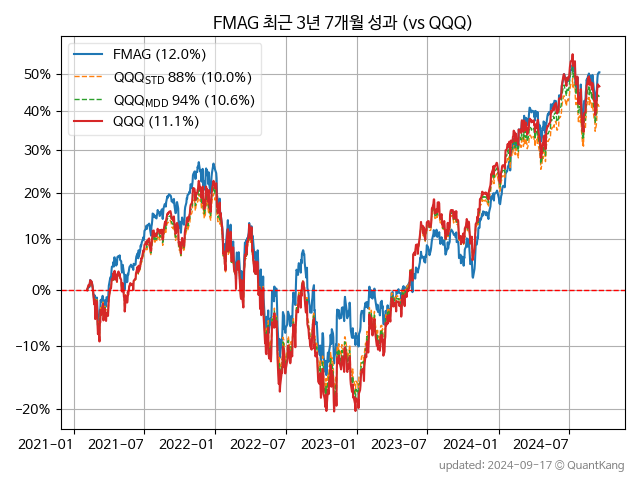 FMAG 최근 3년 7개월 성과 (vs QQQ)
FMAG (12.0%)
QQQSTD 88% (10.0%)
QQQMDD 94% (10.6%)
QQQ (11.1%)
50%
40%
30%
20%
10%
0%
−10%
−20%
2021-01 2021-07 2022-01 2022-07 2023-01 2023-07 2024-01 2024-07
updated: 2024-09-17 © QuantKang